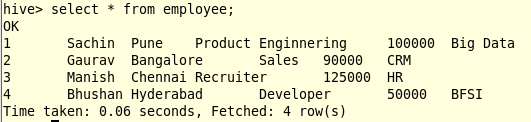 hive> select * from employee;
OK
1 Sachin Pune Product Enginnering 100000 Big Data
2 Gaurav Bangalore Sales 90000 CRM
3 Manish Chennai Recruiter 125000 HR
4 Bhushan Hyderabad Developer 50000 BFSI
Time taken: 0.06 seconds, Fetched: 4 row(s)